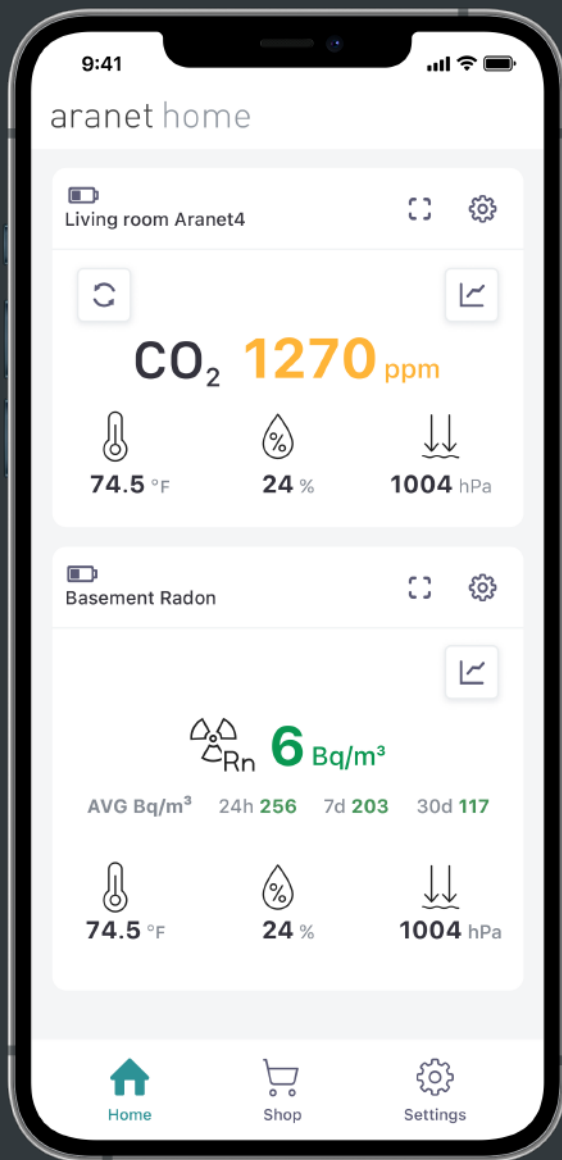 9:41
aranet home
Living room Aranet4
CO₂ 1270 ppm
%
74.5 °F 24 % 1004 hPa
Basement Radon
Rn 6 Bq/m³
AVG Bq/m³ 24h 256 7d 203 30d 117
%
74.5 °F 24 % 1004 hPa
Home Shop Settings